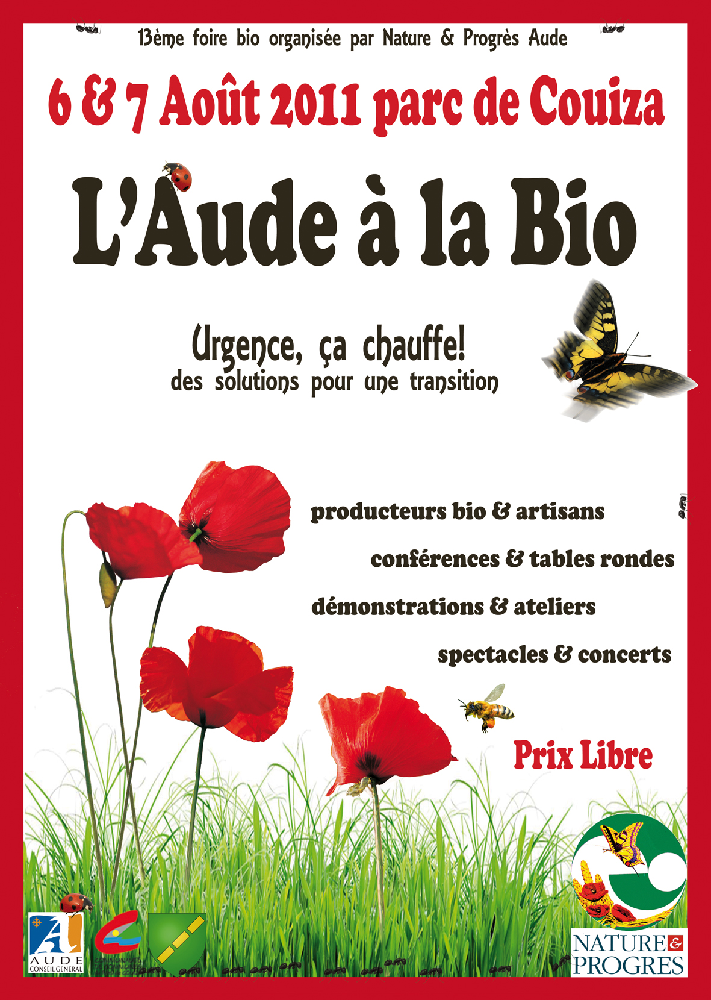 13ème foire bio organisée par Nature & Progrès Aude
6 & 7 Août 2011 parc de Couiza
L'Aude à la Bio
Urgence, ça chauffe!
des solutions pour une transition
producteurs bio & artisans
conférences & tables rondes
démonstrations & ateliers
spectacles & concerts
Prix Libre
AUDE
CONSEIL GENERAL
NATURE &
PROGRES